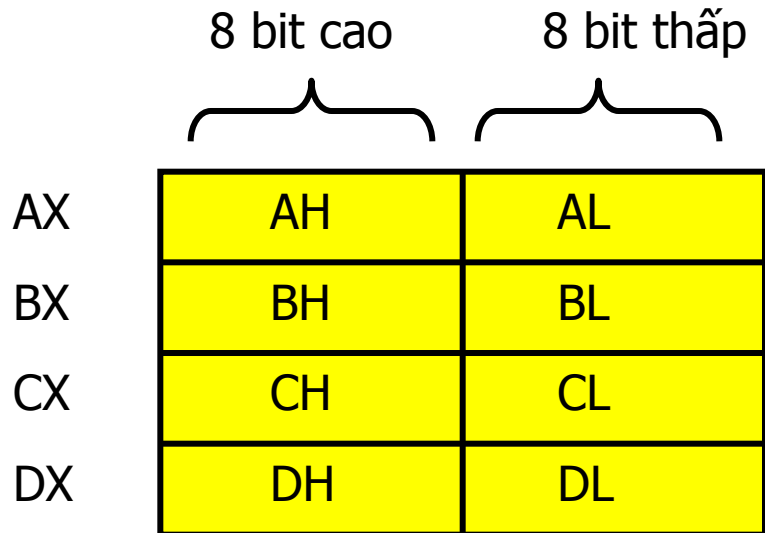 8 bit cao 8 bit thấp
AX AH AL
BX BH BL
CX CH CL
DX DH DL